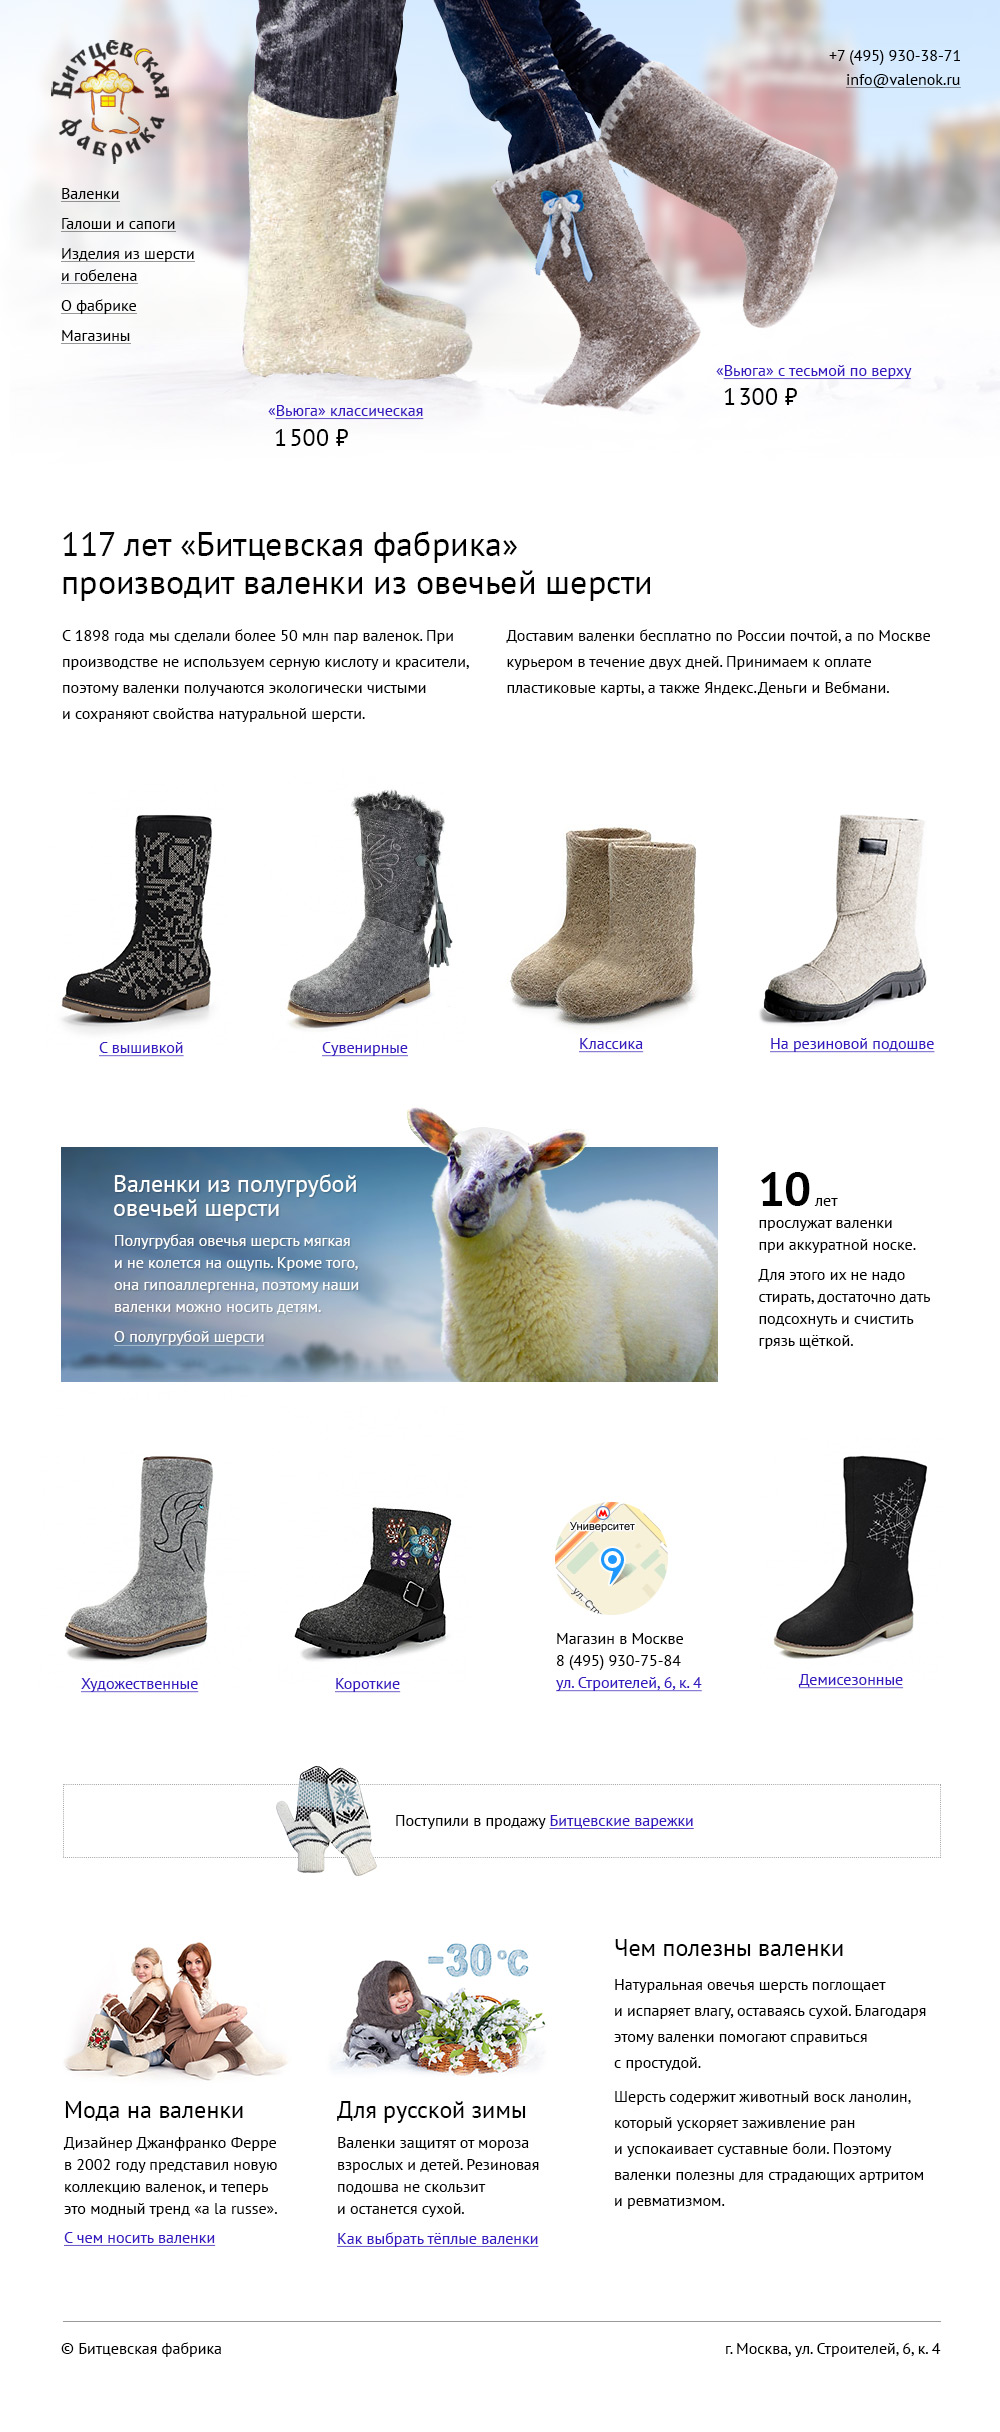 Битцевская
Фабрика
+7 (495) 930-38-71
info@valenok.ru
Валенки
Галоши и сапоги
Изделия из шерсти
и гобелена
О фабрике
Магазины
«Вьюга» с тесьмой по верху
1 300 ₽
«Вьюга» классическая
1 500 ₽
117 лет «Битцевская фабрика»
производит валенки из овечьей шерсти
С 1898 года мы сделали более 50 млн пар валенок. При
производстве не используем серную кислоту и красители,
поэтому валенки получаются экологически чистыми
и сохраняют свойства натуральной шерсти.
Доставим валенки бесплатно по России почтой, а по Москве
курьером в течение двух дней. Принимаем к оплате
пластиковые карты, а также Яндекс.Деньги и Вебмани.
С вышивкой
Сувенирные
Классика
На резиновой подошве
Валенки из полугрубой
овечьей шерсти
Полугрубая овечья шерсть мягкая
и не колется на ощупь. Кроме того,
она гипоаллергенна, поэтому наши
валенки можно носить детям.
О полугрубой шерсти
10 лет
прослужат валенки
при аккуратной носке.
Для этого их не надо
стирать, достаточно дать
подсохнуть и счистить
грязь щёткой.
Художественные
Короткие
Университет
ул. Стро
Магазин в Москве
8 (495) 930-75-84
ул. Строителей, 6, к. 4
Демисезонные
Поступили в продажу Битцевские варежки
Мода на валенки
Дизайнер Джанфранко Ферре
в 2002 году представил новую
коллекцию валенок, и теперь
это модный тренд «a la russe».
С чем носить валенки
-30°C
Для русской зимы
Валенки защитят от мороза
взрослых и детей. Резиновая
подошва не скользит
и останется сухой.
Как выбрать тёплые валенки
Чем полезны валенки
Натуральная овечья шерсть поглощает
и испаряет влагу, оставаясь сухой. Благодаря
этому валенки помогают справиться
с простудой.
Шерсть содержит животный воск ланолин,
который ускоряет заживление ран
и успокаивает суставные боли. Поэтому
валенки полезны для страдающих артритом
и ревматизмом.
© Битцевская фабрика
г. Москва, ул. Строителей, 6, к. 4